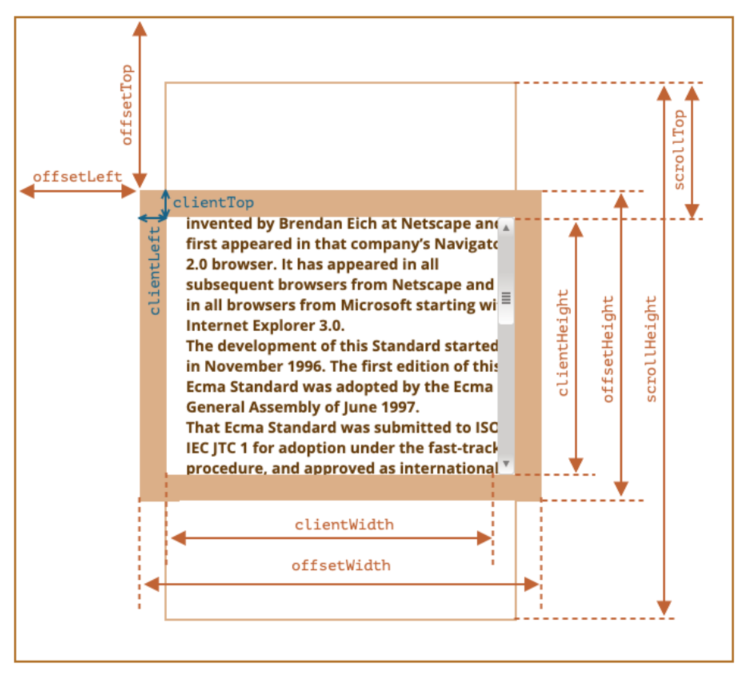 offsetTop
scrollTop
offsetLeft
clientTop
clientLeft
invented by Brendan Eich at Netscape and
first appeared in that company's Navigato
2.0 browser. It has appeared in all
subsequent browsers from Netscape and
in all browsers from Microsoft starting wi
Internet Explorer 3.0.
The development of this Standard started
in November 1996. The first edition of this
Ecma Standard was adopted by the Ecma
General Assembly of June 1997.
That Ecma Standard was submitted to ISO
IEC JTC 1 for adoption under the fast-track
procedure, and approved as international
clientHeight
offsetHeight
scrollHeight
clientWidth
offsetWidth